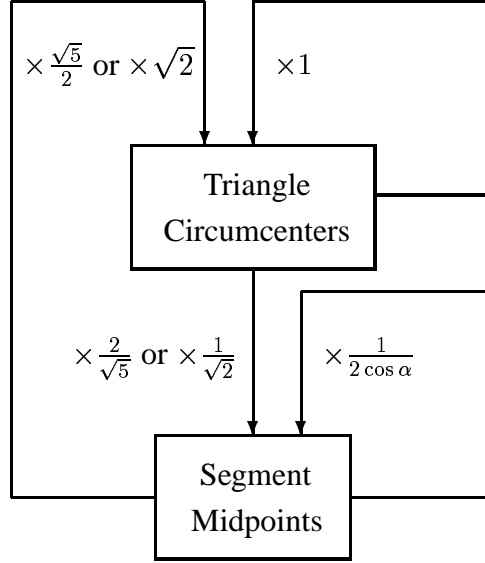 ×√5/2 or ×√2
×1
Triangle
Circumcenters
×2/√5 or ×1/√2
×1/(2 cos α)
Segment
Midpoints